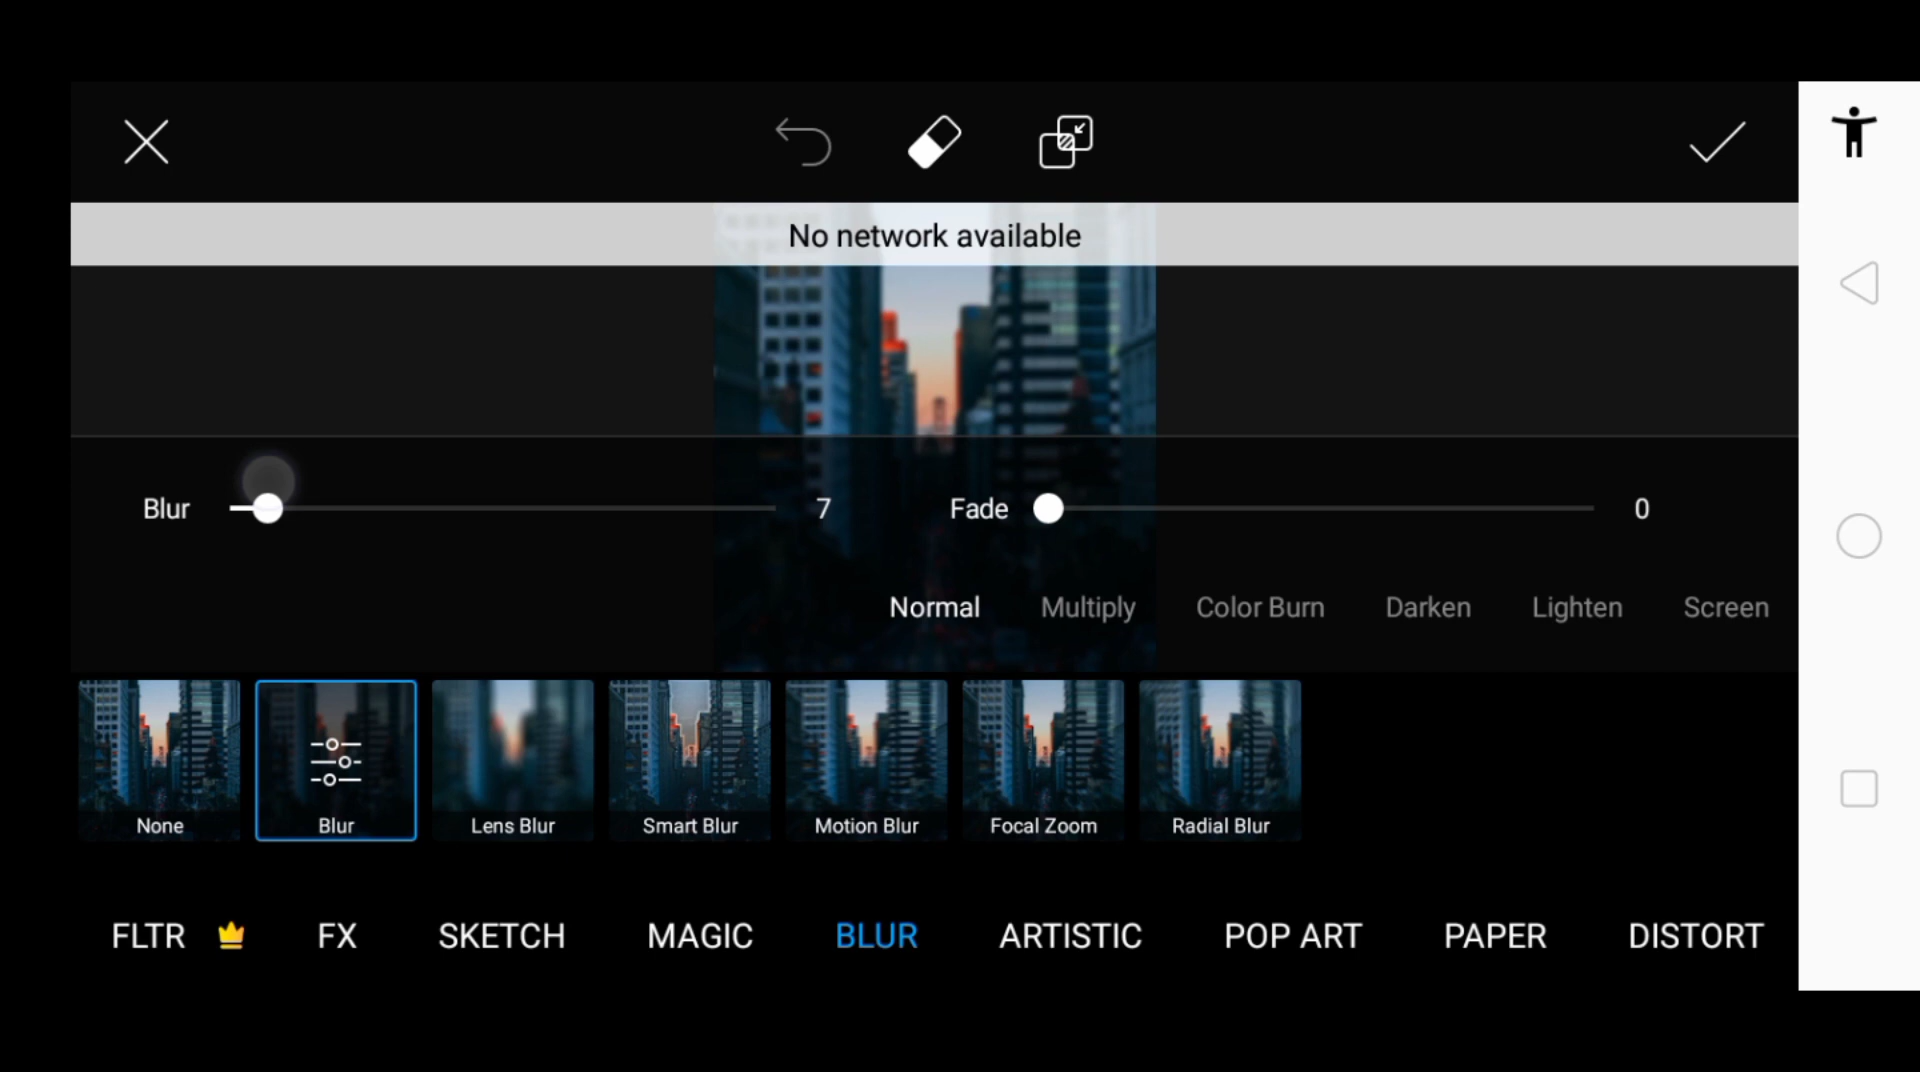 No network available
Blur 7 Fade 0
Normal Multiply Color Burn Darken Lighten Screen
None Blur Lens Blur Smart Blur Motion Blur Focal Zoom Radial Blur
FLTR FX SKETCH MAGIC BLUR ARTISTIC POP ART PAPER DISTORT